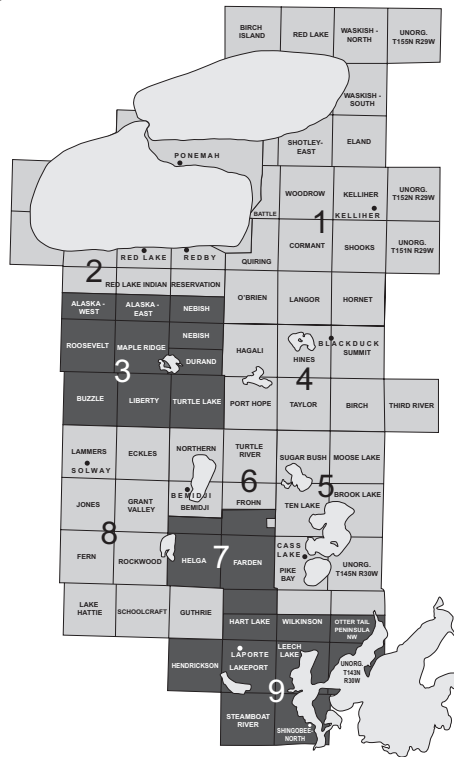 BIRCH
ISLAND
RED LAKE
WASKISH -
NORTH
UNORG.
T155N R29W
WASKISH -
SOUTH
SHOTLEY-
EAST
ELAND
PONEMAH
WOODROW
KELLIHER
UNORG.
T152N R29W
BATTLE
1
KELLIHER
CORMANT
SHOOKS
UNORG.
T151N R29W
RED LAKE
REDBY
QUIRING
2
RED LAKE INDIAN
RESERVATION
O'BRIEN
LANGOR
HORNET
ALASKA -
WEST
ALASKA -
EAST
NEBISH
ROOSEVELT
MAPLE RIDGE
NEBISH
DURAND
HAGALI
HINES
BLACKDUCK
SUMMIT
3
4
BUZZLE
LIBERTY
TURTLE LAKE
PORT HOPE
TAYLOR
BIRCH
THIRD RIVER
LAMMERS
SOLWAY
ECKLES
NORTHERN
TURTLE
RIVER
SUGAR BUSH
MOOSE LAKE
6
5
BEMIDJI
BEMIDJI
FROHN
TEN LAKE
BROOK LAKE
JONES
GRANT
VALLEY
8
7
FERN
ROCKWOOD
HELGA
FARDEN
CASS
LAKE
PIKE
BAY
UNORG.
T145N R30W
LAKE
HATTIE
SCHOOLCRAFT
GUTHRIE
HART LAKE
WILKINSON
OTTER TAIL
PENINSULA
NW
HENDRICKSON
LAPORTE
LAKEPORT
LEECH
LAKE
UNORG.
T143N
R30W
9
STEAMBOAT
RIVER
SHINGOBEE-
NORTH